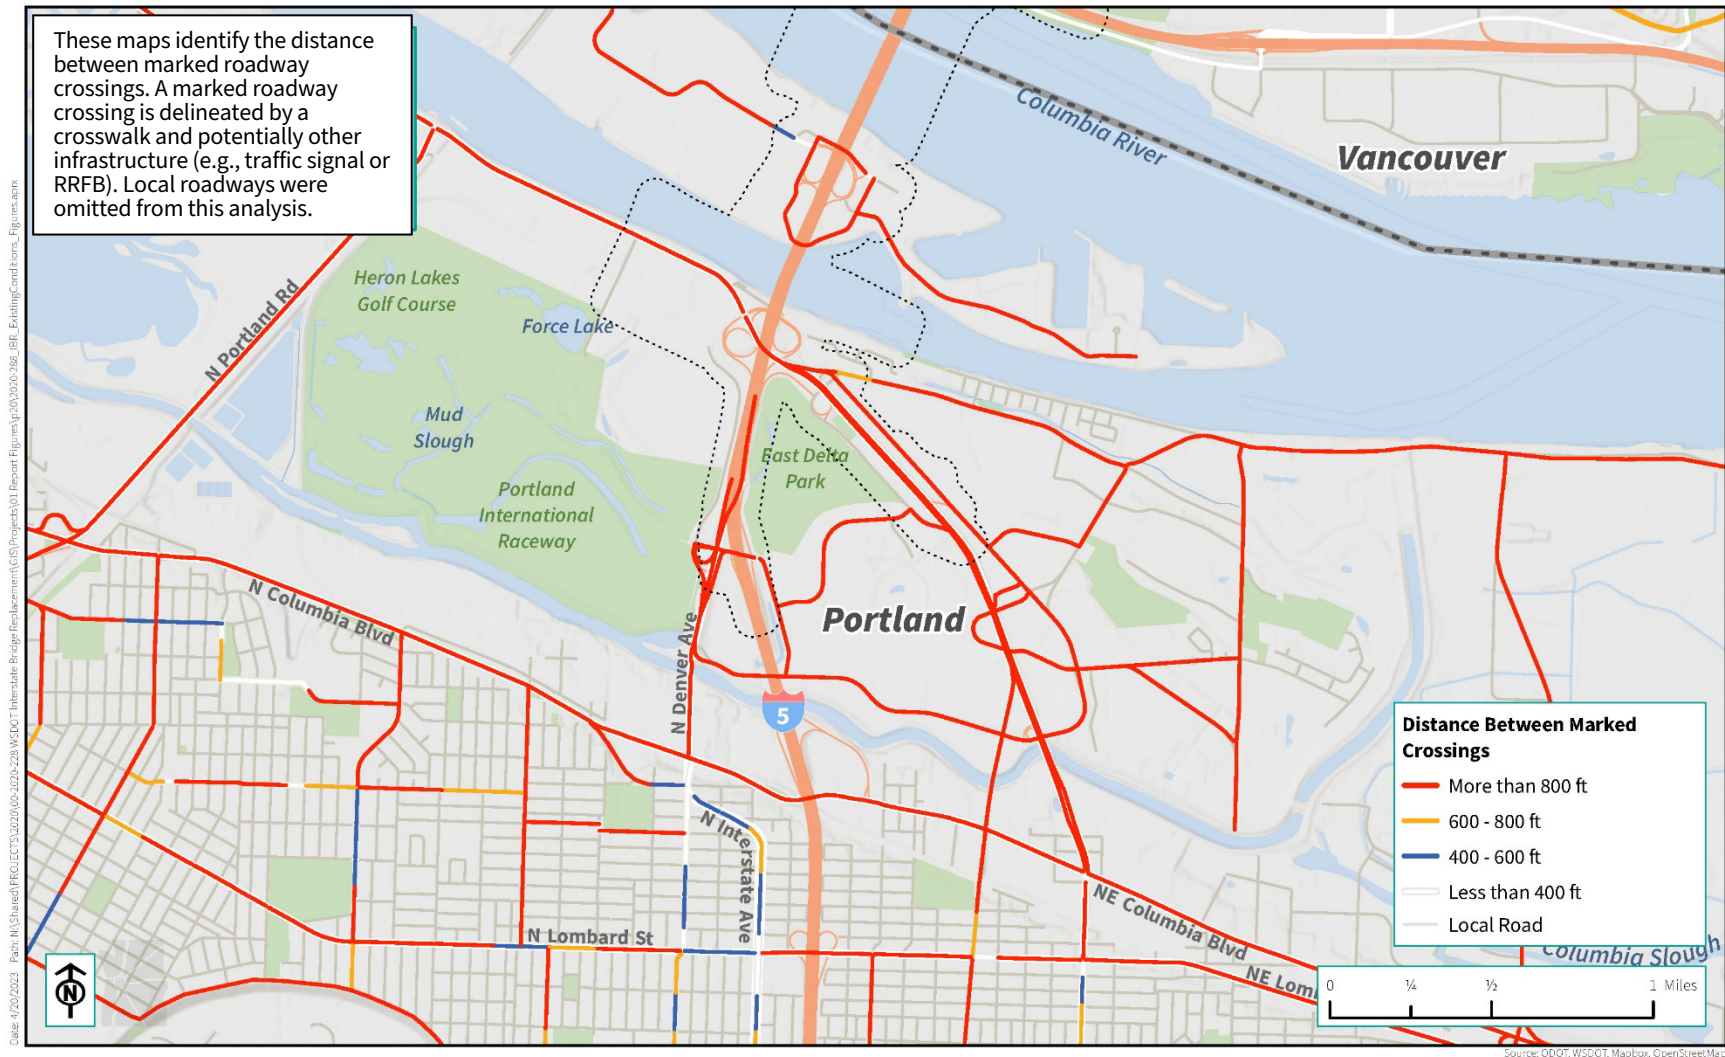 These maps identify the distance
between marked roadway
crossings. A marked roadway
crossing is delineated by a
crosswalk and potentially other
infrastructure (e.g., traffic signal or
RRFB). Local roadways were
omitted from this analysis.
Columbia River
Vancouver
Heron Lakes
Golf Course
Force Lake
N Portland Rd
Mud
Slough
East Delta
Park
Portland
International
Raceway
N Columbia Blvd
Portland
N Denver Ave
5
N Interstate Ave
N Lombard St
NE Columbia Blvd
NE Lom
Columbia Slough
Distance Between Marked
Crossings
More than 800 ft
600 - 800 ft
400 - 600 ft
Less than 400 ft
Local Road
0 ¼ ½ 1 Miles
N
Date: 4/20/2023
Source: ODOT, WSDOT, Mapbox, OpenStreetMap